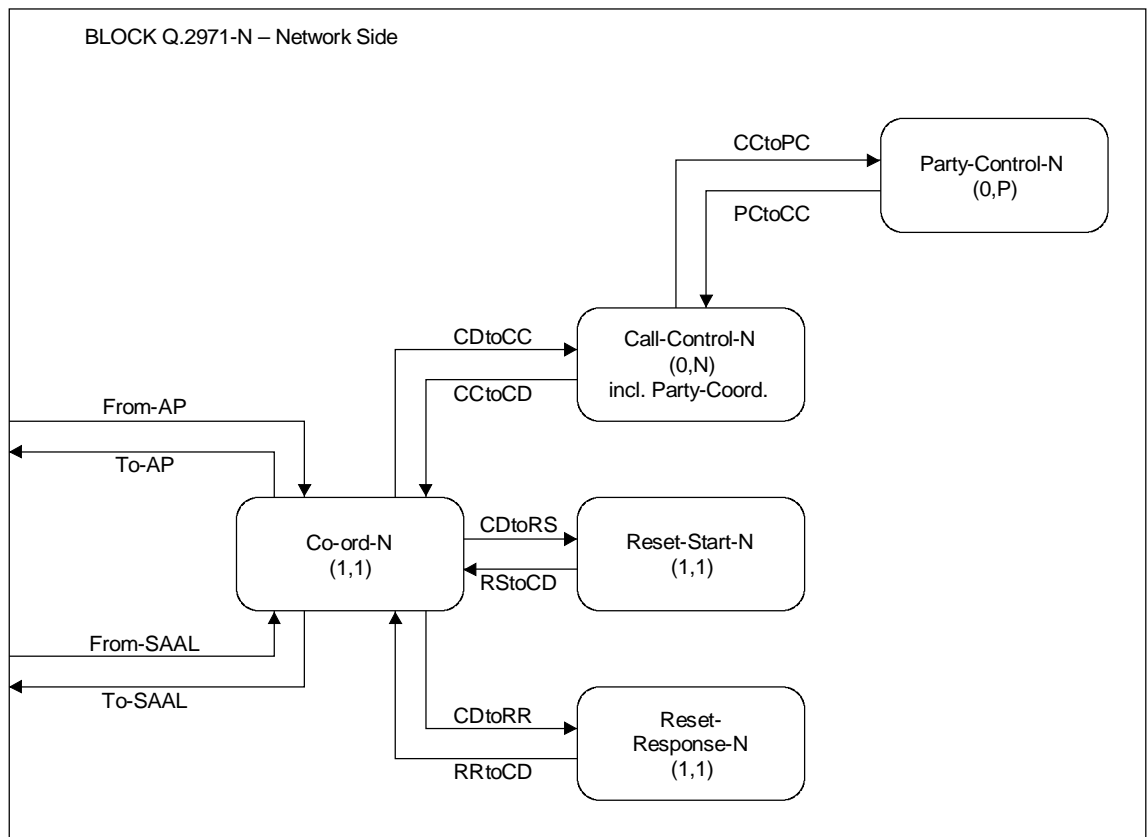 BLOCK Q.2971-N – Network Side
CCtoPC
Party-Control-N
(0,P)
PCtoCC
CDtoCC
Call-Control-N
(0,N)
incl. Party-Coord.
CCtoCD
From-AP
To-AP
Co-ord-N
(1,1)
CDtoRS
Reset-Start-N
(1,1)
RStoCD
From-SAAL
To-SAAL
CDtoRR
Reset-
Response-N
(1,1)
RRtoCD